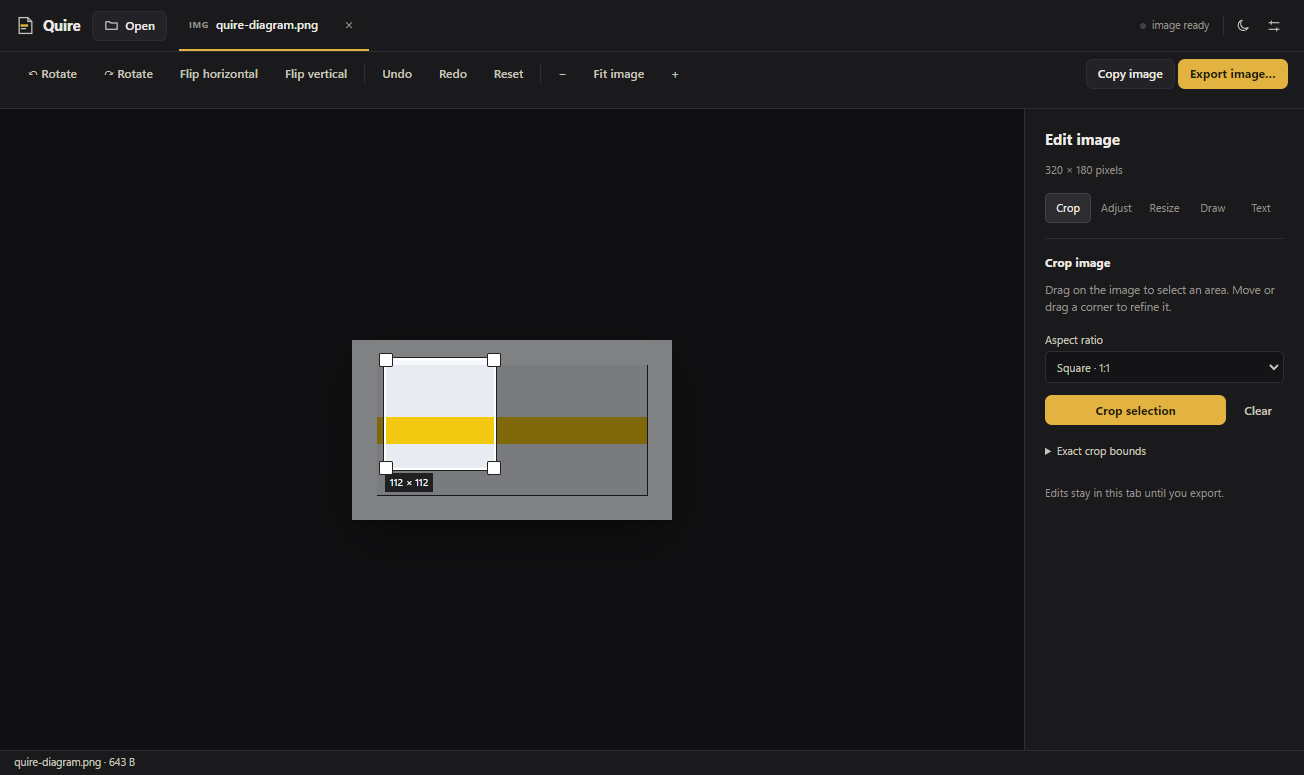 Quire
Open
IMG quire-diagram.png ×
image ready
↶ Rotate
↷ Rotate
Flip horizontal
Flip vertical
Undo
Redo
Reset
−
Fit image
+
Copy image
Export image...
Edit image
320 × 180 pixels
Crop
Adjust
Resize
Draw
Text
Crop image
Drag on the image to select an area. Move or
drag a corner to refine it.
Aspect ratio
Square · 1:1
Crop selection
Clear
Exact crop bounds
Edits stay in this tab until you export.
112 × 112
quire-diagram.png · 643 B